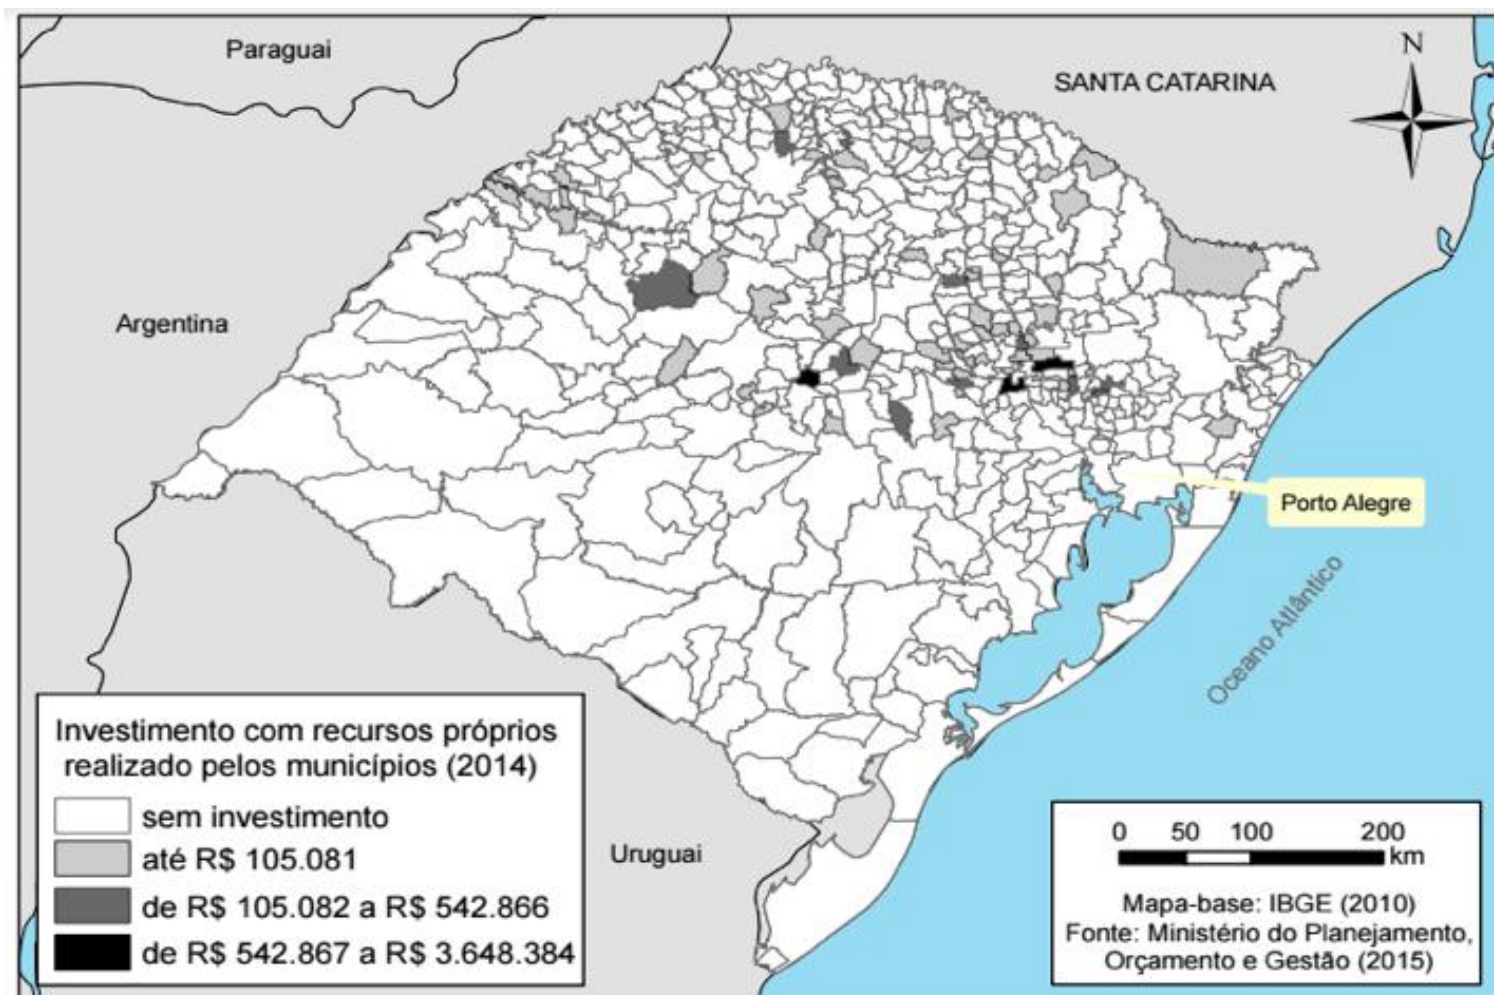 Paraguai
N
SANTA CATARINA
Argentina
Porto Alegre
Oceano Atlântico
Investimento com recursos próprios
realizado pelos municípios (2014)
sem investimento
até R$ 105.081
de R$ 105.082 a R$ 542.866
de R$ 542.867 a R$ 3.648.384
Uruguai
0 50 100 200
km
Mapa-base: IBGE (2010)
Fonte: Ministério do Planejamento,
Orçamento e Gestão (2015)